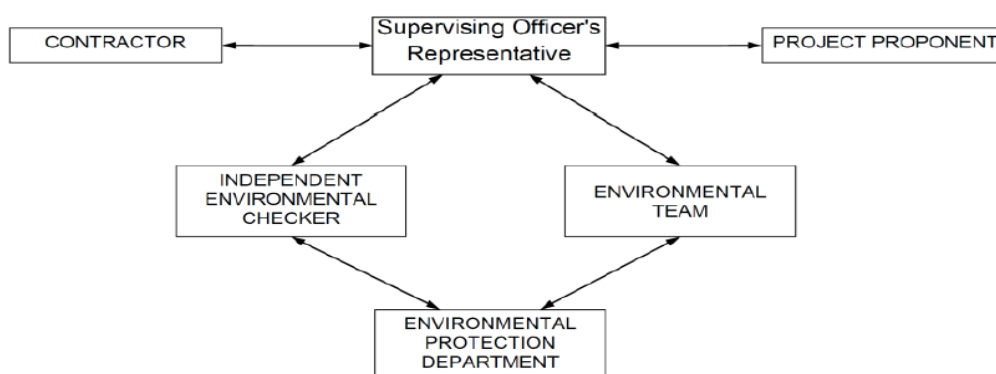 CONTRACTOR
Supervising Officer's
Representative
PROJECT PROPONENT
INDEPENDENT
ENVIRONMENTAL
CHECKER
ENVIRONMENTAL
TEAM
ENVIRONMENTAL
PROTECTION
DEPARTMENT